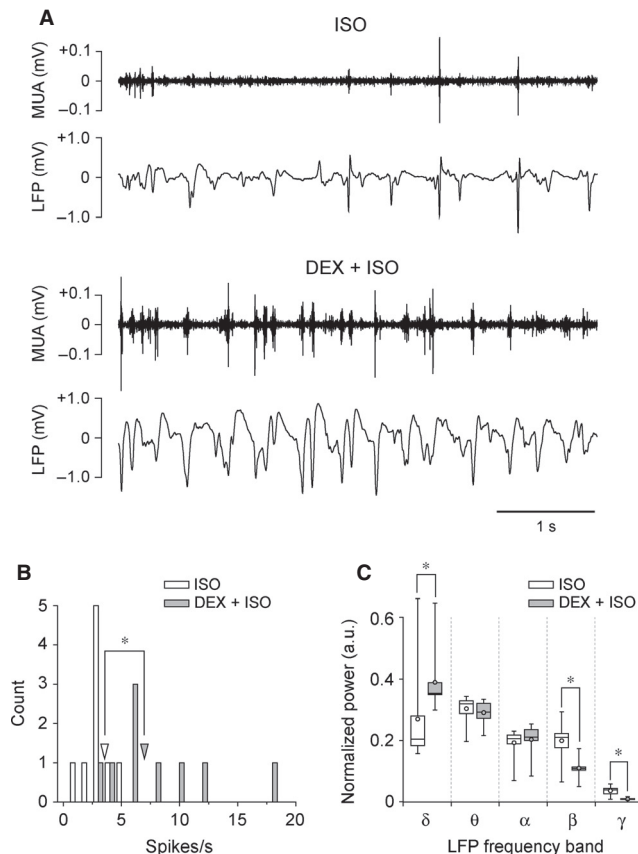 A
ISO
MUA (mV)
+0.1
0
–0.1
LFP (mV)
+1.0
0
–1.0
DEX + ISO
MUA (mV)
+0.1
0
–0.1
LFP (mV)
+1.0
0
–1.0
1 s
B
ISO
DEX + ISO
Count
5
4
3
2
1
0
*
0 5 10 15 20
Spikes/s
C
ISO
DEX + ISO
Normalized power (a.u.)
0.6
0.4
0.2
0.0
* * *
δ θ α β γ
LFP frequency band